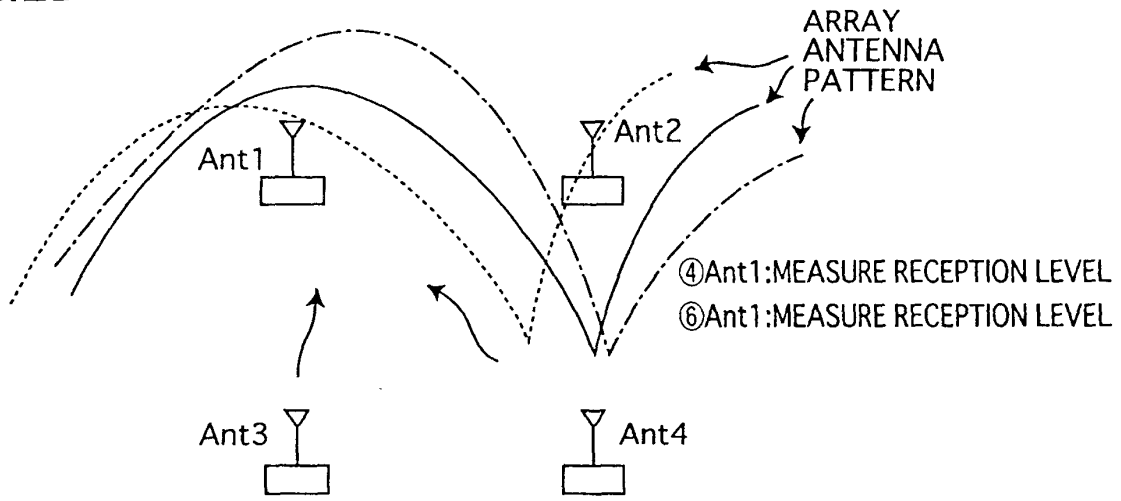 ARRAY
ANTENNA
PATTERN
Ant1
Ant2
④Ant1:MEASURE RECEPTION LEVEL
⑥Ant1:MEASURE RECEPTION LEVEL
Ant3
Ant4